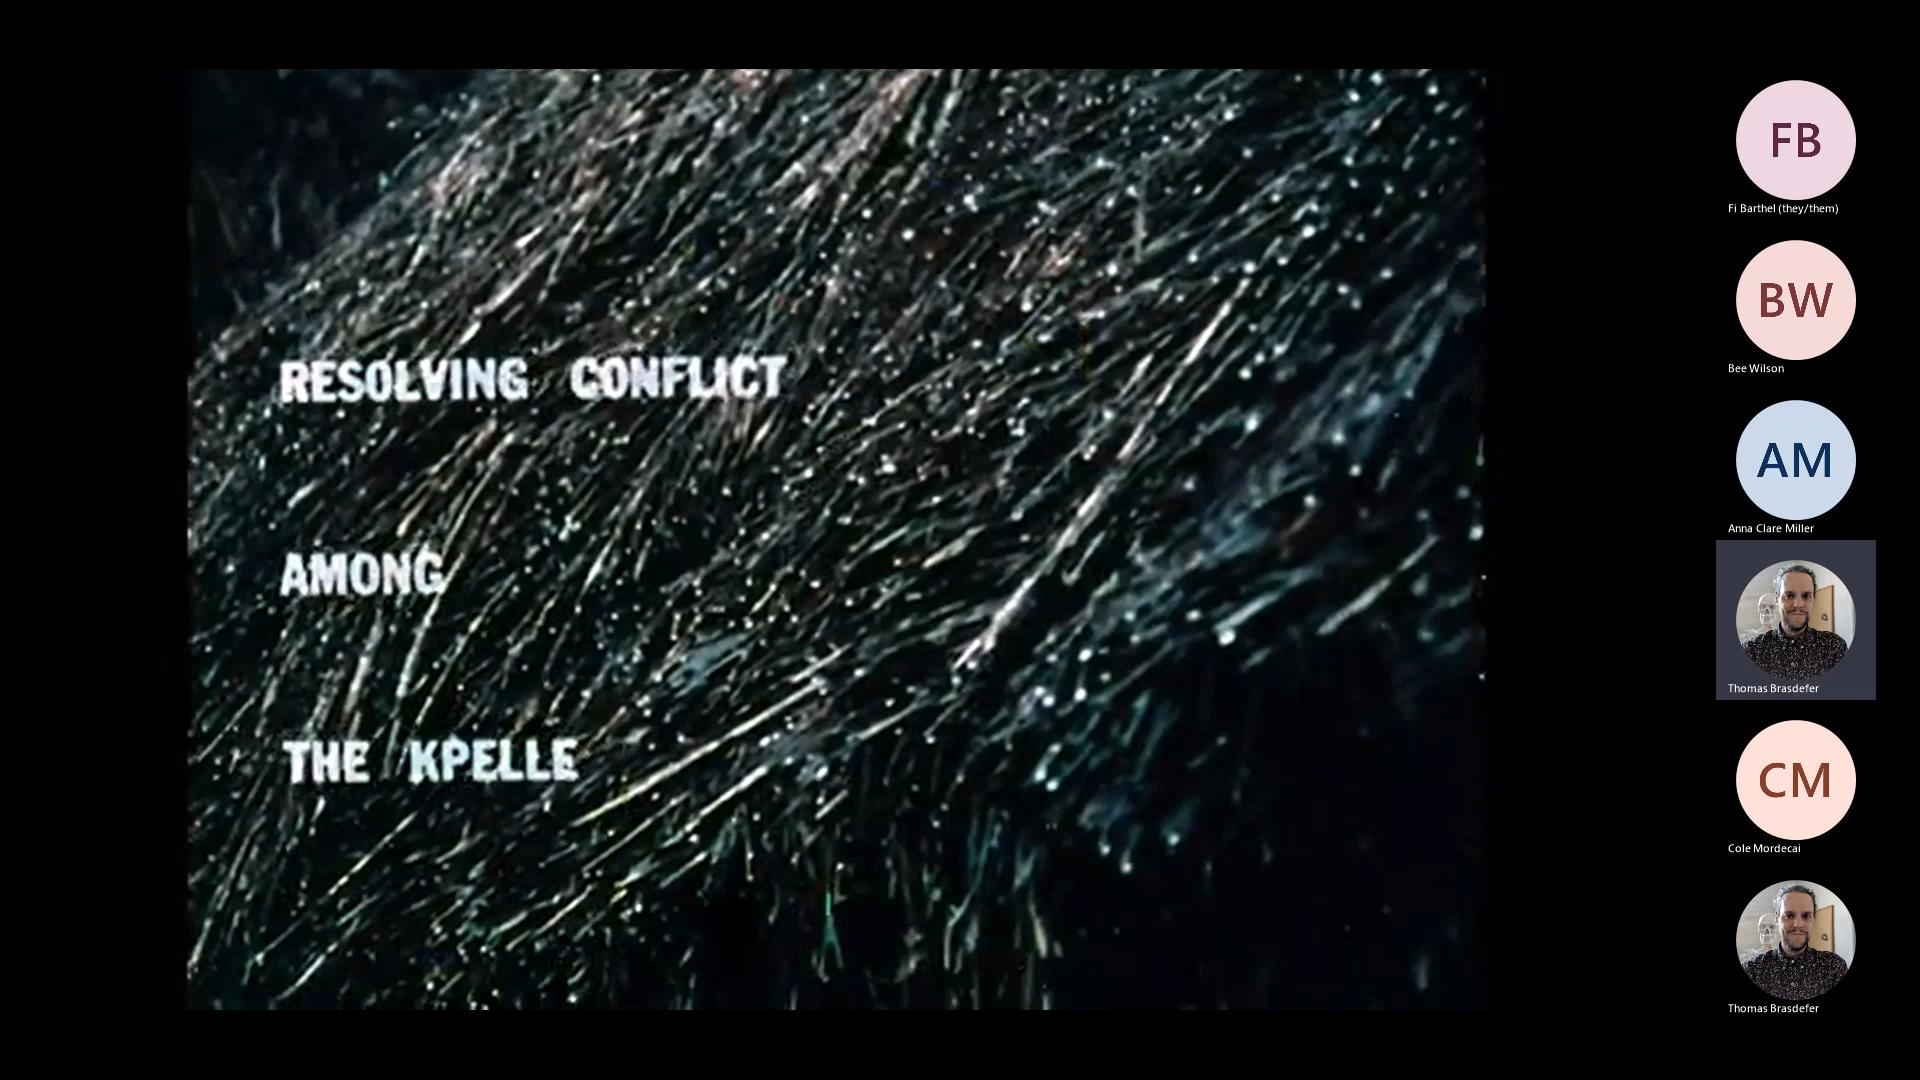 RESOLVING CONFLICT
AMONG
THE KPELLE
FB
Fi Barthel (they/them)
BW
Bee Wilson
AM
Anna Clare Miller
Thomas Brasdefer
CM
Cole Mordecai
Thomas Brasdefer